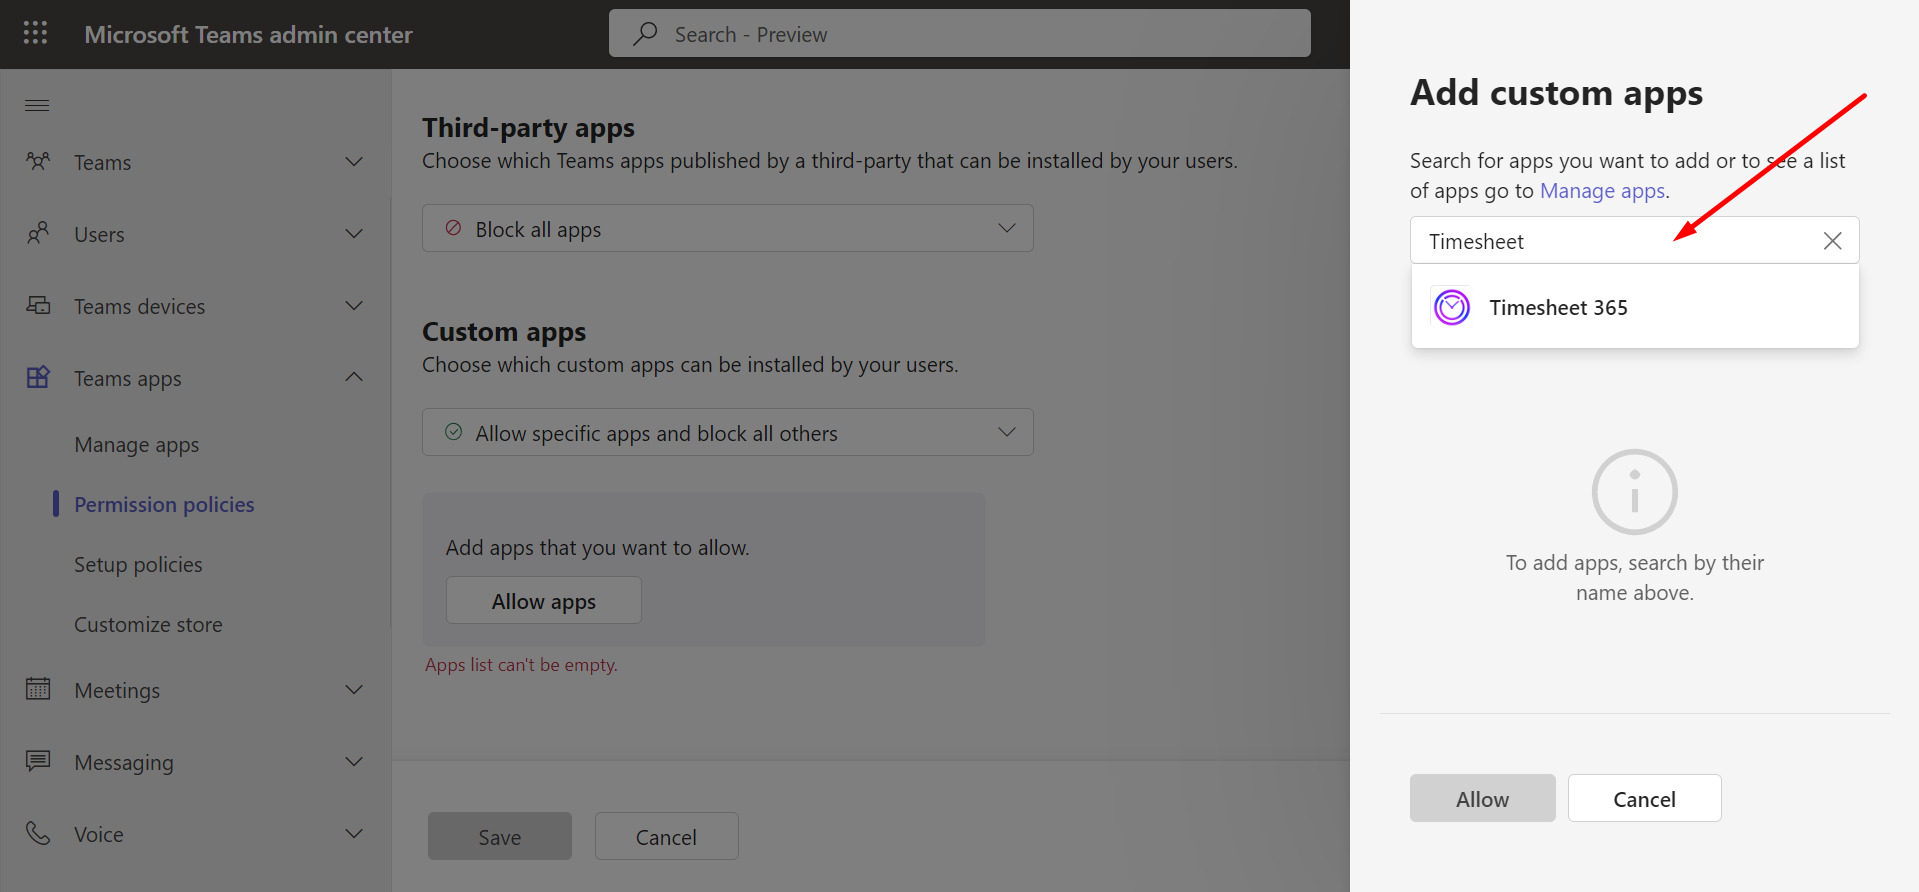 Microsoft Teams admin center
Search - Preview
Teams
Users
Teams devices
Teams apps
Manage apps
Permission policies
Setup policies
Customize store
Meetings
Messaging
Voice
Third-party apps
Choose which Teams apps published by a third-party that can be installed by your users.
Block all apps
Custom apps
Choose which custom apps can be installed by your users.
Allow specific apps and block all others
Add apps that you want to allow.
Allow apps
Apps list can't be empty.
Save
Cancel
Add custom apps
Search for apps you want to add or to see a list
of apps go to Manage apps.
Timesheet
Timesheet 365
To add apps, search by their
name above.
Allow
Cancel